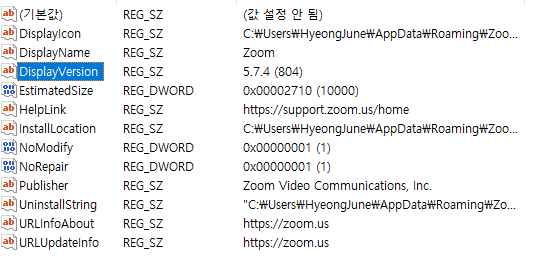 (기본값) REG_SZ (값 설정 안 됨)
DisplayIcon REG_SZ C:₩Users₩HyeongJune₩AppData₩Roaming₩Zoo...
DisplayName REG_SZ Zoom
DisplayVersion REG_SZ 5.7.4 (804)
EstimatedSize REG_DWORD 0x00002710 (10000)
HelpLink REG_SZ https://support.zoom.us/home
InstallLocation REG_SZ C:₩Users₩HyeongJune₩AppData₩Roaming₩Zoo...
NoModify REG_DWORD 0x00000001 (1)
NoRepair REG_DWORD 0x00000001 (1)
Publisher REG_SZ Zoom Video Communications, Inc.
UninstallString REG_SZ "C:₩Users₩HyeongJune₩AppData₩Roaming₩Zo...
URLInfoAbout REG_SZ https://zoom.us
URLUpdateInfo REG_SZ https://zoom.us